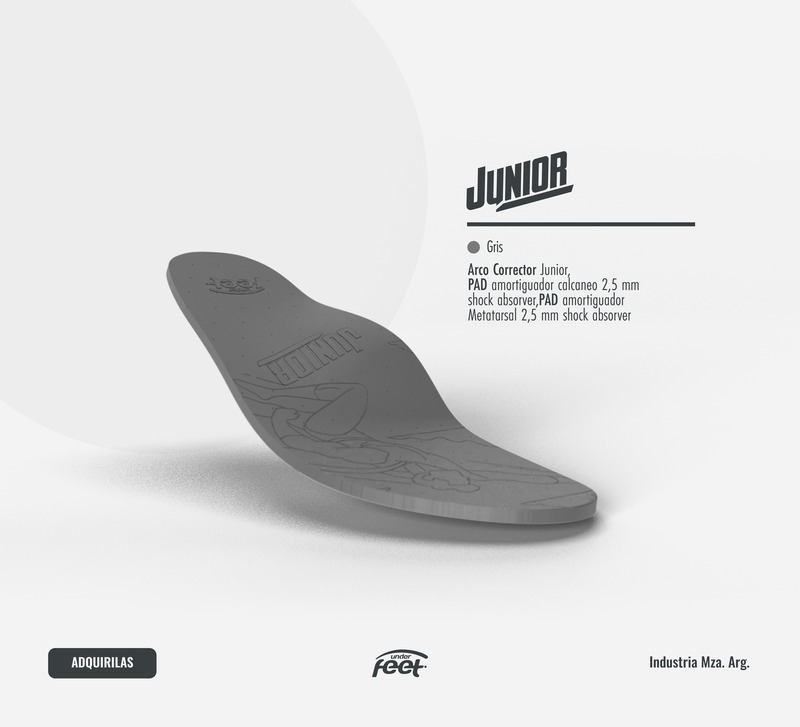 JUNIOR
Gris
Arco Corrector Junior,
PAD amortiguador calcaneo 2,5 mm
shock absorver,PAD amortiguador
Metatarsal 2,5 mm shock absorber
feet
JUNIOR
ADQUIRILAS
under
feet
Industria Mza. Arg.